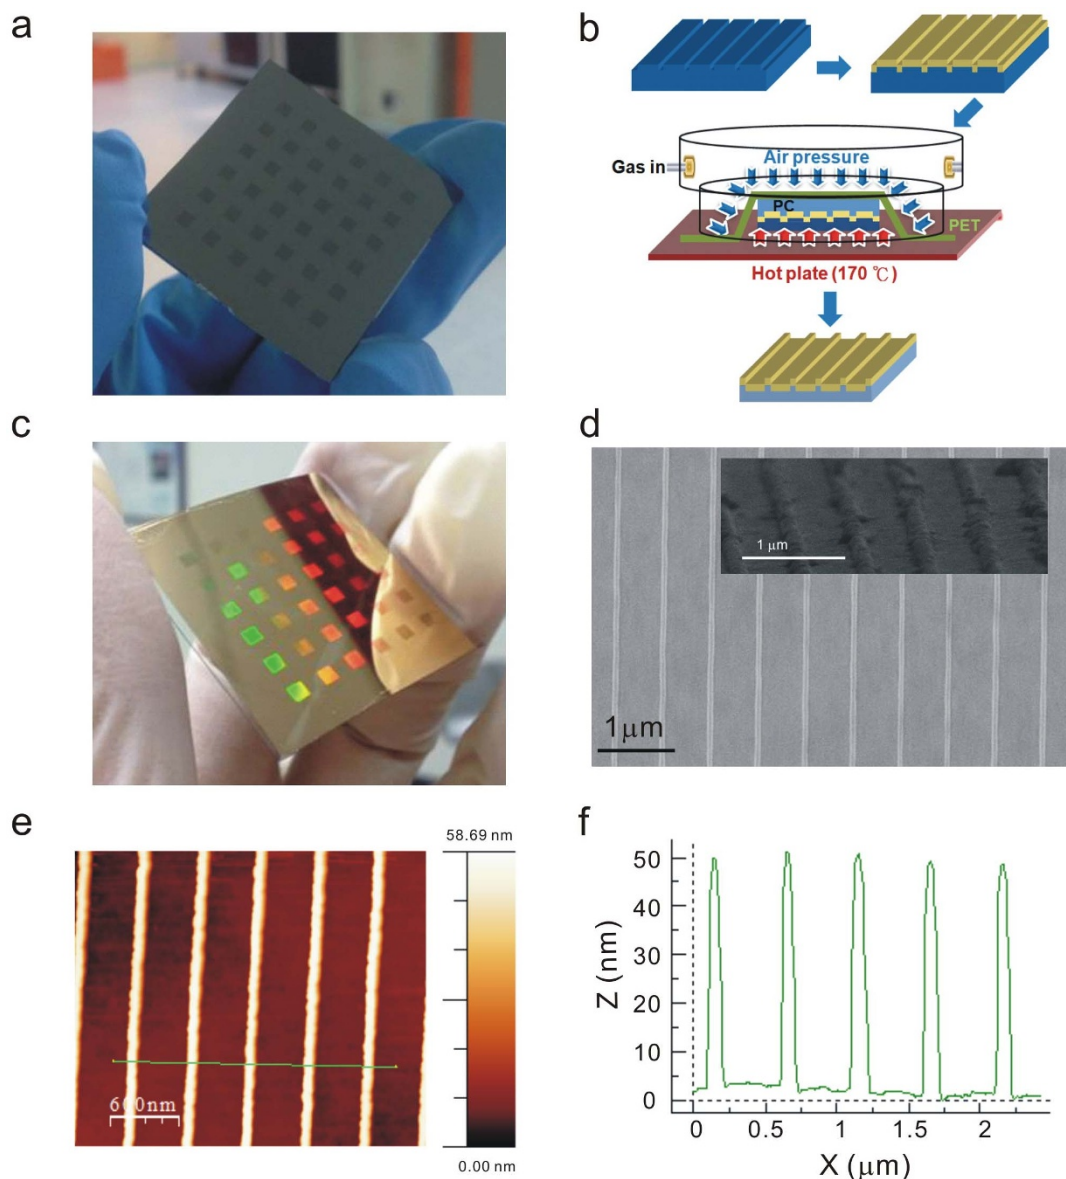 a
b
Gas in
Air pressure
PC
PET
Hot plate (170 ℃)
c
d
1 μm
1μm
e
58.69 nm
600nm
0.00 nm
f
Z (nm)
50
40
30
20
10
0
0 0.5 1 1.5 2
X (μm)